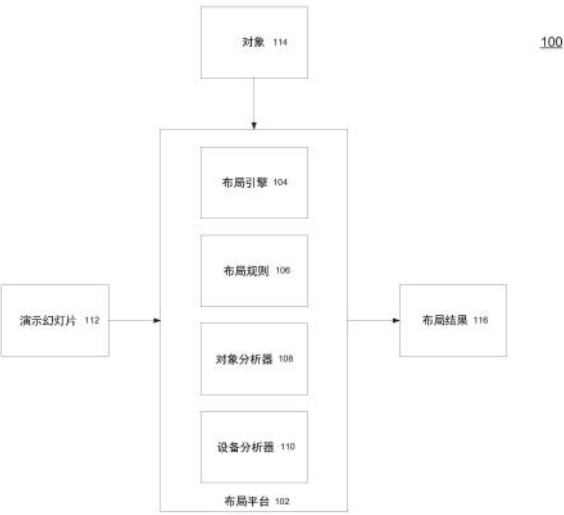 对象 114
100
布局引擎 104
布局规则 106
演示幻灯片 112
布局结果 116
对象分析器 108
设备分析器 110
布局平台 102